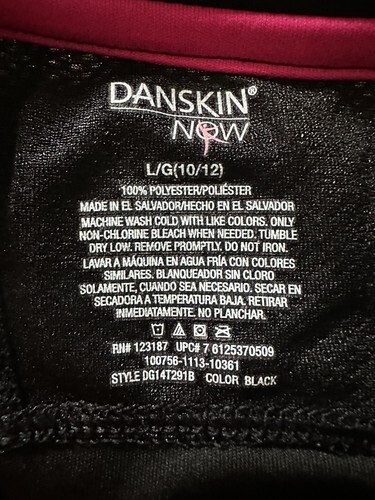 DANSKIN®
NOW
L/G(10/12)
100% POLYESTER/POLIÉSTER
MADE IN EL SALVADOR/HECHO EN EL SALVADOR
MACHINE WASH COLD WITH LIKE COLORS. ONLY
NON-CHLORINE BLEACH WHEN NEEDED. TUMBLE
DRY LOW. REMOVE PROMPTLY. DO NOT IRON.
LAVAR A MÁQUINA EN AGUA FRÍA CON COLORES
SIMILARES. BLANQUEADOR SIN CLORO
SOLAMENTE, CUANDO SEA NECESARIO. SECAR EN
SECADORA A TEMPERATURA BAJA. RETIRAR
INMEDIATAMENTE. NO PLANCHAR.
RN# 123187 UPC# 7 6125370509
100756-1113-10361
STYLE DG14T291B COLOR BLACK